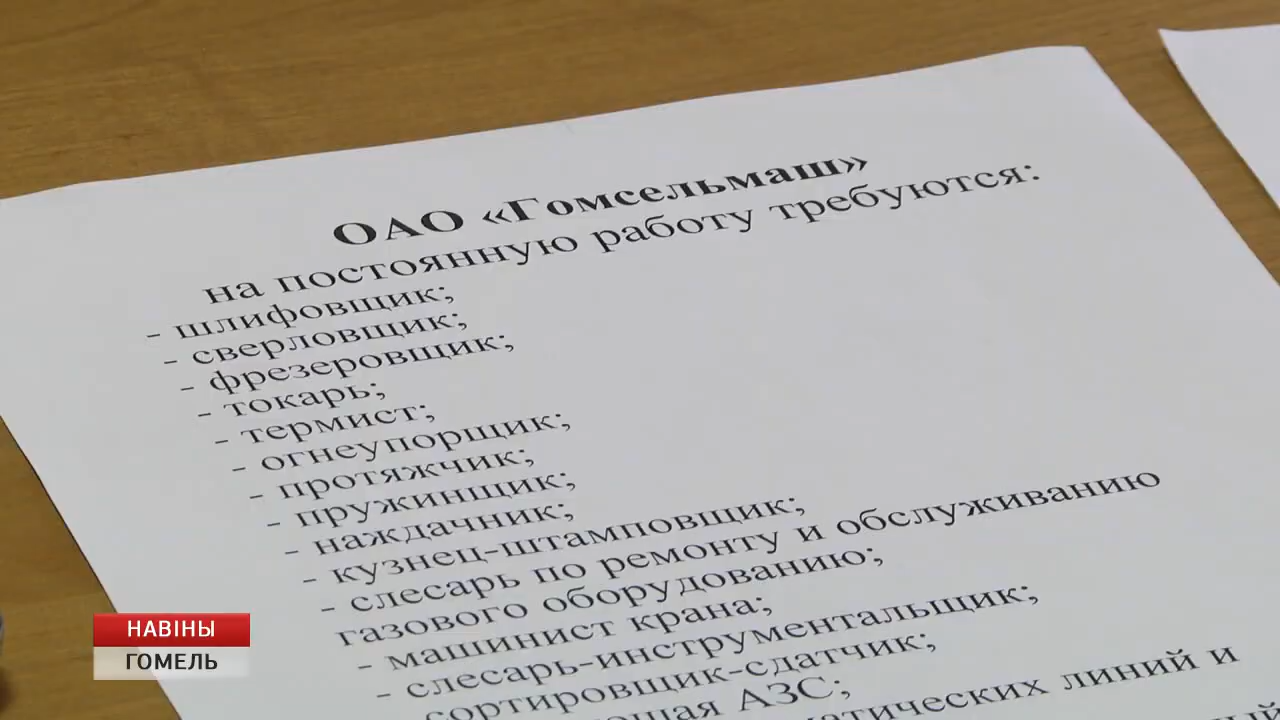 ОАО «Гомсельмаш»
на постоянную работу требуются:
- шлифовщик;
- сверловщик;
- фрезеровщик;
- токарь;
- термист;
- огнеупорщик;
- протяжчик;
- пружинщик;
- наждачник;
- кузнец-штамповщик;
- слесарь по ремонту и обслуживанию
газового оборудованию;
- машинист крана;
- слесарь-инструментальщик;
сортировщик-сдатчик;
АЗС;
линий и
НАВІНЫ
ГОМЕЛЬ